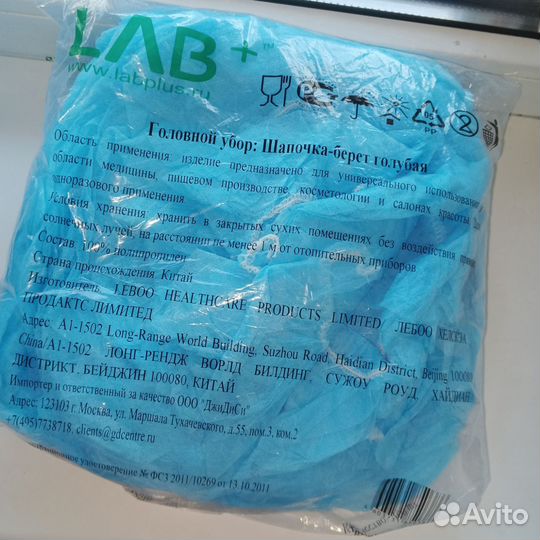 LAB+™
www.labplus.ru
05
PP
2
Головной убор: Шапочка-берет голубая
Область применения изделие предназначено для универсального использования
области медицины, пищевом производстве косметологии и салонах красоты.
одноразового применения
Условия хранения: хранить в закрытых сухих помещениях без воздействия прямых
солнечных лучей, на расстоянии не менее 1 м от отопительных приборов
Состав: 100% полипропилен
Страна происхождения Китай
Изготовитель: LEBOO HEALTHCARE PRODUCTS LIMITED/ ЛЕБОО ХЕЛСКЭА
ПРОДАКТС ЛИМИТЕД
Адрес: A1-1502 Long-Range World Building, Suzhou Road, Haidian District, Beijing 100080
China/A1-1502 ЛОНГ-РЕНДЖ ВОРЛД БИЛДИНГ, СУЖОУ РОУД, ХАЙДИАН
ДИСТРИКТ, БЕЙДЖИН 100080, КИТАЙ
Импортер и ответственный за качество ООО "ДжиДиСи"
Адрес: 123103 г. Москва, ул. Маршала Тухачевского, д.55, пом.3, ком.2
+7(495)7738718. clients@gdcentre.ru
удостоверение № ФСЗ 2011/10269 от 13.10.2011
Avito